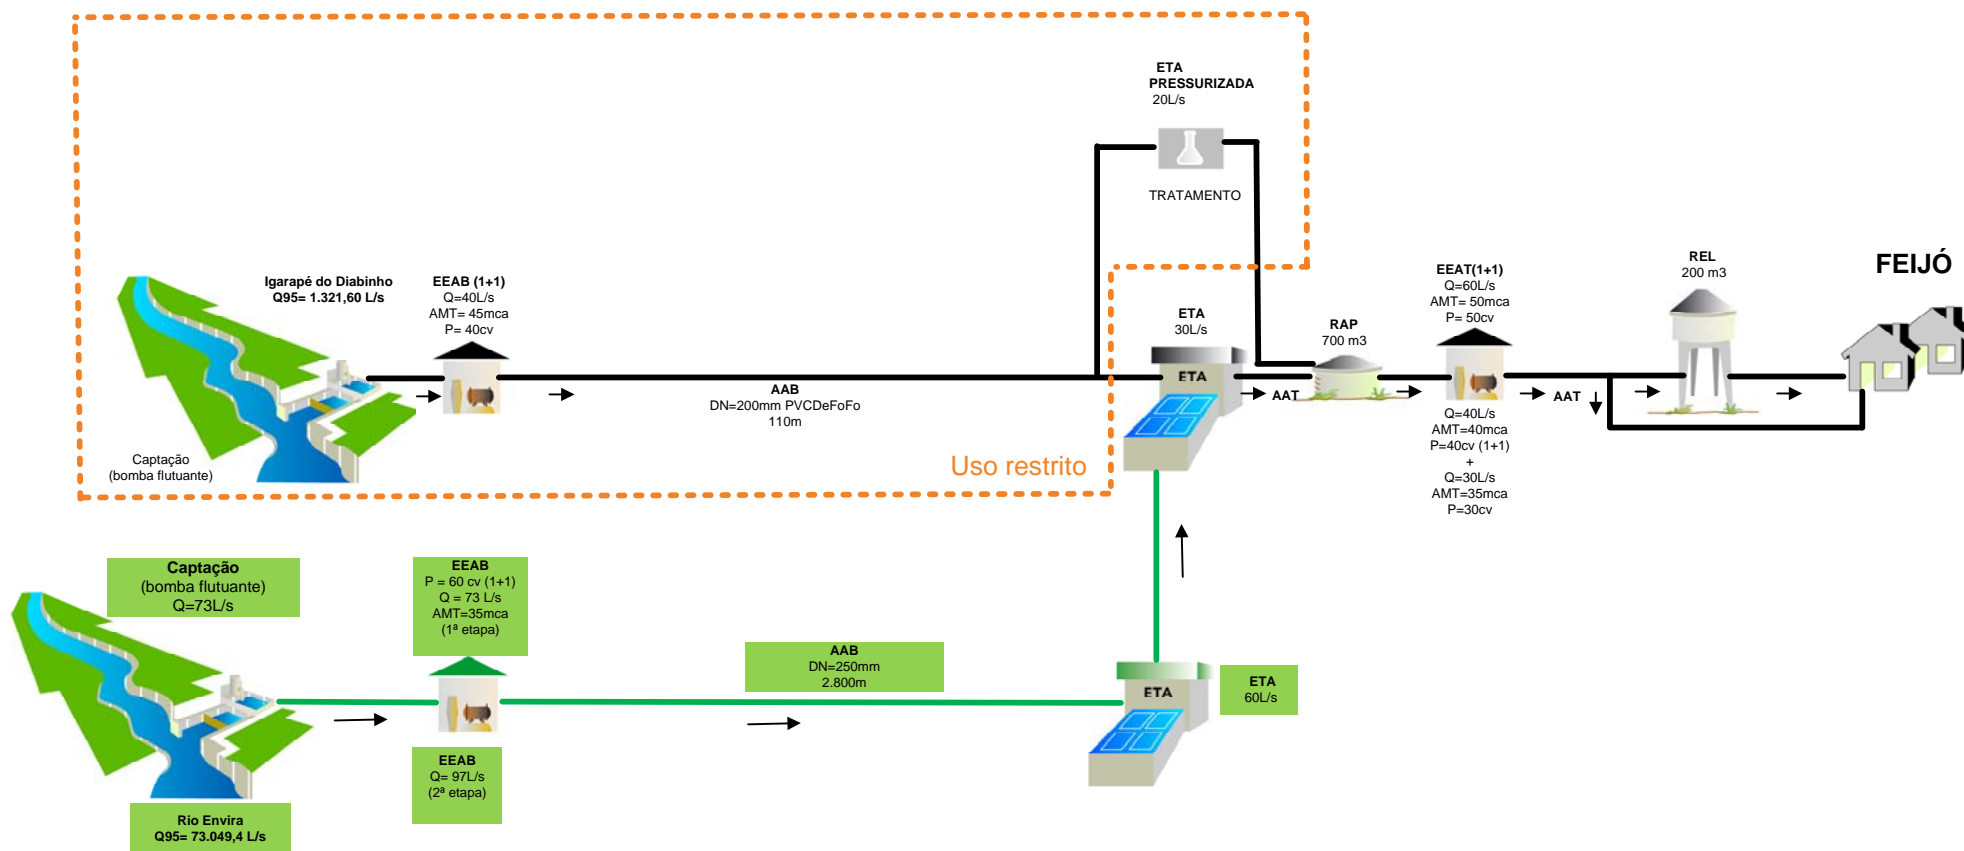 ETA
PRESSURIZADA
20L/s
TRATAMENTO
Igarapé do Diabinho
Q95= 1.321,60 L/s
EEAB (1+1)
Q=40L/s
AMT= 45mca
P= 40cv
Captação
(bomba flutuante)
AAB
DN=200mm PVCDeFoFo
110m
Uso restrito
ETA
30L/s
ETA
AAT
RAP
700 m3
EEAT(1+1)
Q=60L/s
AMT= 50mca
P= 50cv
Q=40L/s
AMT=40mca
P=40cv (1+1)
+
Q=30L/s
AMT=35mca
P=30cv
AAT
REL
200 m3
FEIJÓ
Captação
(bomba flutuante)
Q=73L/s
EEAB
P = 60 cv (1+1)
Q = 73 L/s
AMT=35mca
(1ª etapa)
EEAB
Q= 97L/s
(2ª etapa)
AAB
DN=250mm
2.800m
ETA
ETA
60L/s
Rio Envira
Q95= 73.049,4 L/s